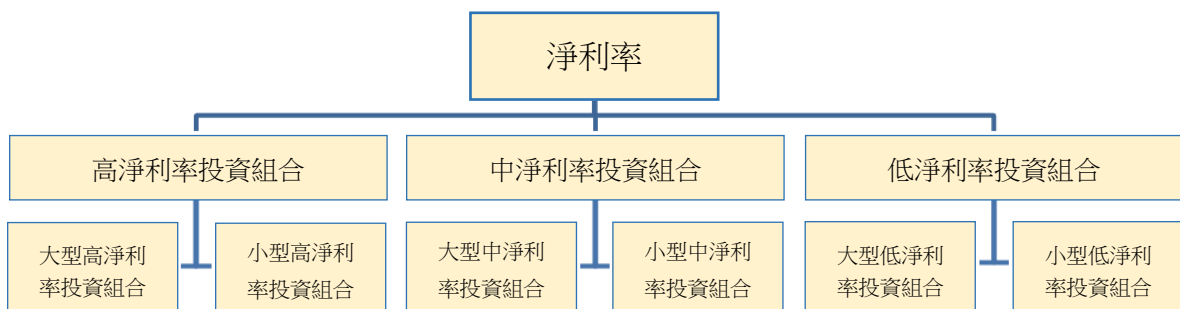 淨利率
高淨利率投資組合
中淨利率投資組合
低淨利率投資組合
大型高淨利
率投資組合
小型高淨利
率投資組合
大型中淨利
率投資組合
小型中淨利
率投資組合
大型低淨利
率投資組合
小型低淨利
率投資組合